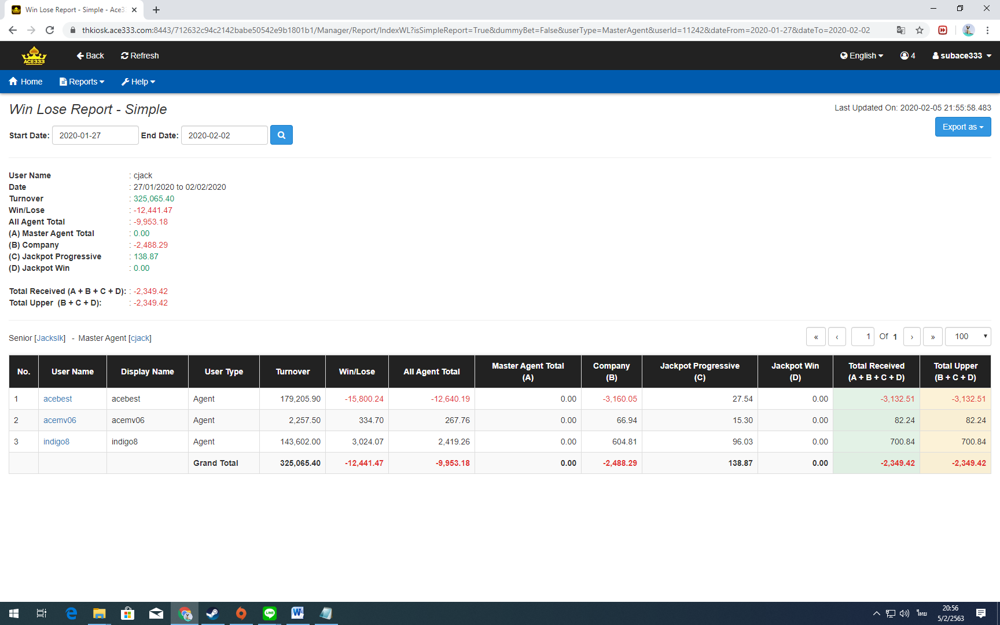 Win Lose Report - Simple - Ace3
thkiosk.ace333.com:8443/712632c94c2142babe50542e9b1801b1/Manager/Report/IndexWL?isSimpleReport=True&dummyBet=False&userType=MasterAgent&userId=11242&dateFrom=2020-01-27&dateTo=2020-02-02
ACE333 Back Refresh English 4 subace333
Home Reports Help
Win Lose Report - Simple
Last Updated On: 2020-02-05 21:55:58.483
Export as
Start Date: 2020-01-27 End Date: 2020-02-02
User Name : cjack
Date : 27/01/2020 to 02/02/2020
Turnover : 325,065.40
Win/Lose : -12,441.47
All Agent Total : -9,953.18
(A) Master Agent Total : 0.00
(B) Company : -2,488.29
(C) Jackpot Progressive : 138.87
(D) Jackpot Win : 0.00
Total Received (A + B + C + D): : -2,349.42
Total Upper (B + C + D): : -2,349.42
Senior [Jackslk] - Master Agent [cjack]
« ‹ 1 Of 1 › » 100
No. User Name Display Name User Type Turnover Win/Lose All Agent Total Master Agent Total (A) Company (B) Jackpot Progressive (C) Jackpot Win (D) Total Received (A + B + C + D) Total Upper (B + C + D)
1 acebest acebest Agent 179,205.90 -15,800.24 -12,640.19 0.00 -3,160.05 27.54 0.00 -3,132.51 -3,132.51
2 acemv06 acemv06 Agent 2,257.50 334.70 267.76 0.00 66.94 15.30 0.00 82.24 82.24
3 indigo8 indigo8 Agent 143,602.00 3,024.07 2,419.26 0.00 604.81 96.03 0.00 700.84 700.84
Grand Total 325,065.40 -12,441.47 -9,953.18 0.00 -2,488.29 138.87 0.00 -2,349.42 -2,349.42
LINE
W
ไทย
20:56
5/2/2563